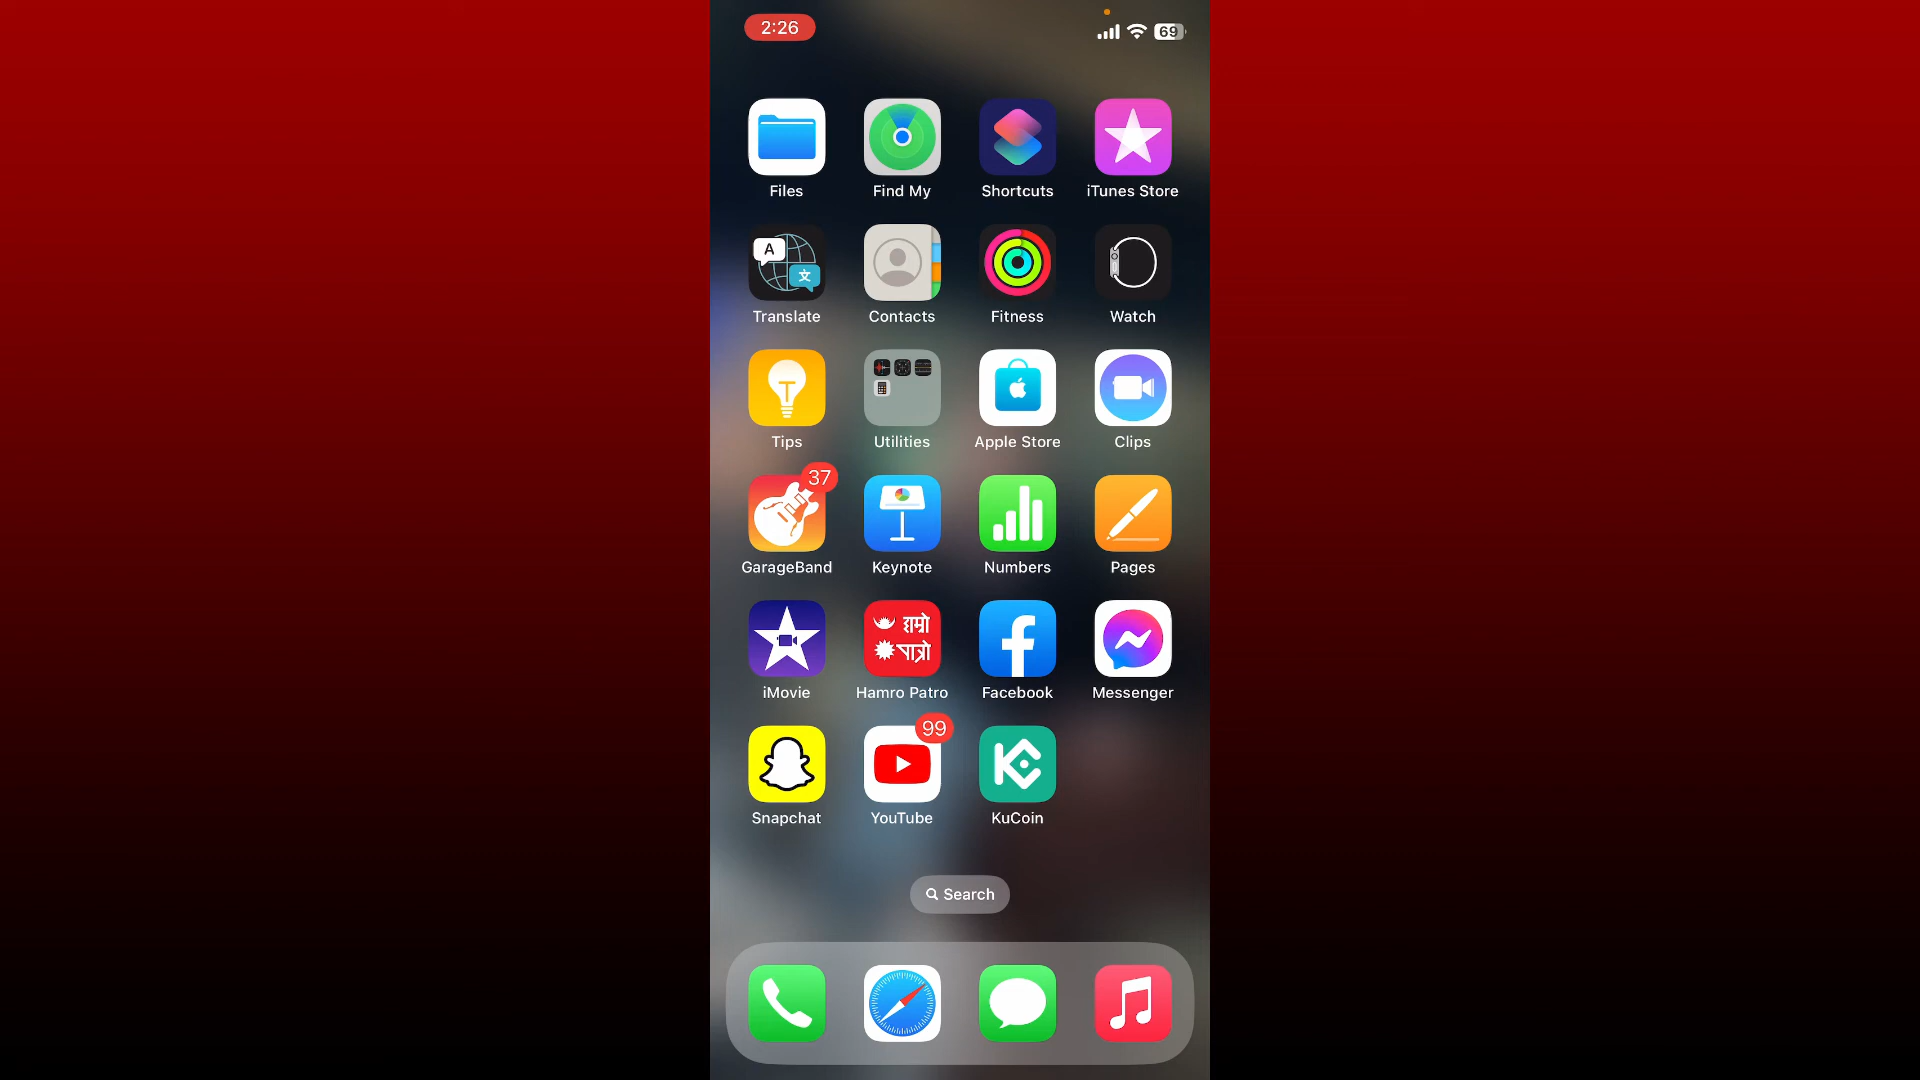 2:26
69
Files Find My Shortcuts iTunes Store
A
文
Translate Contacts Fitness Watch
Tips Utilities Apple Store Clips
37
GarageBand Keynote Numbers Pages
हाम्रो
पात्रो
iMovie Hamro Patro Facebook Messenger
99
Snapchat YouTube KuCoin
Search